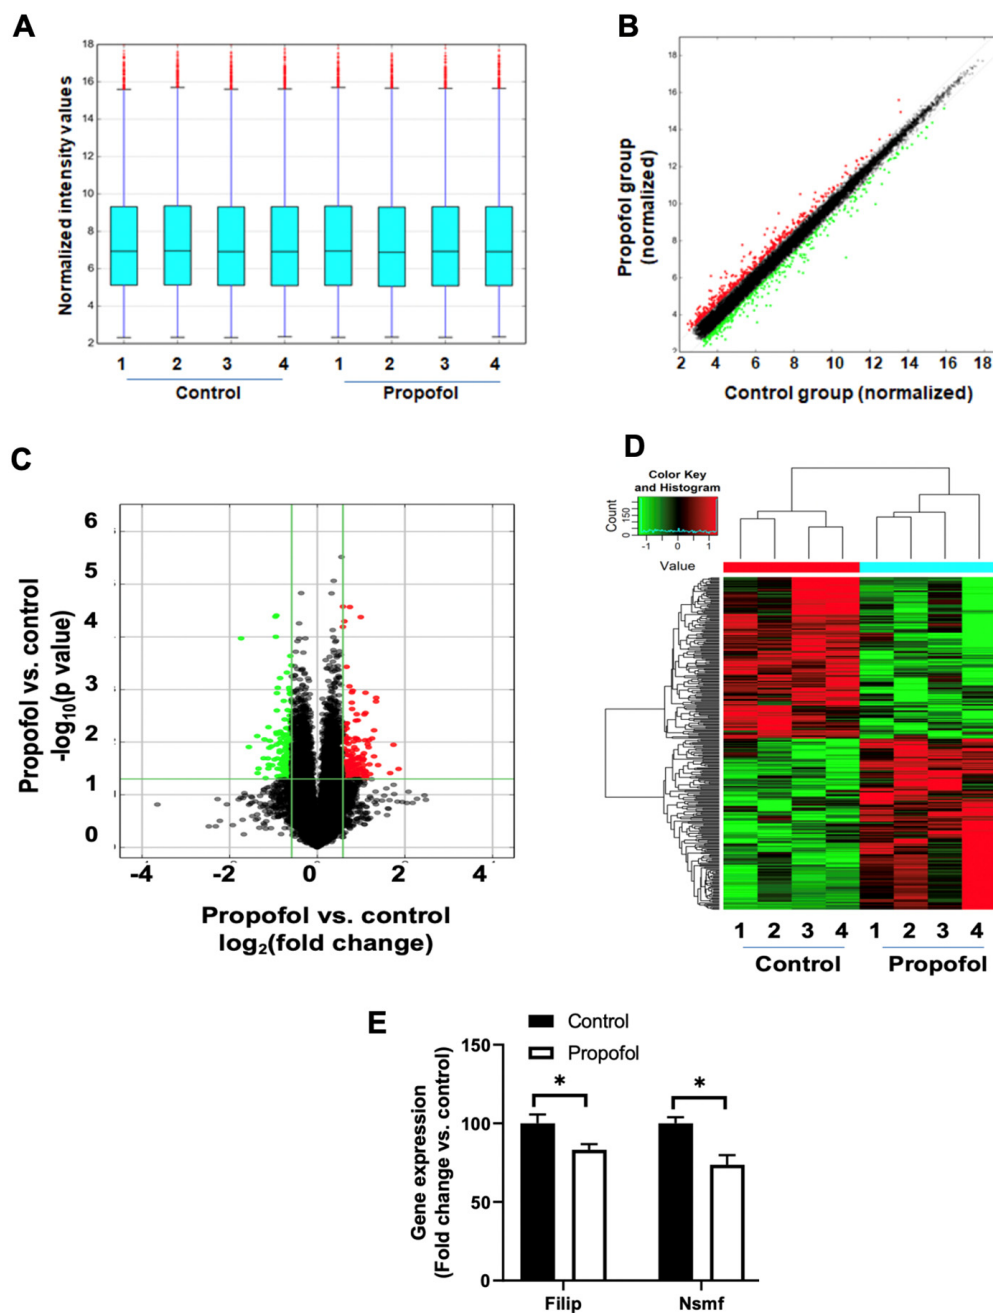 A
Normalized intensity values
18
16
14
12
10
8
6
4
2
1 2 3 4 1 2 3 4
Control Propofol
B
Propofol group
(normalized)
18
16
14
12
10
8
6
4
2
2 4 6 8 10 12 14 16 18
Control group (normalized)
C
Propofol vs. control
-log10(p value)
6
5
4
3
2
1
0
-4 -2 0 2 4
Propofol vs. control
log2(fold change)
D
Color Key
and Histogram
Count
0 150
-1 0 1
Value
1 2 3 4 1 2 3 4
Control Propofol
E
Control
Propofol
Gene expression
(Fold change vs. control)
150
100
50
0
* *
Filip Nsmf